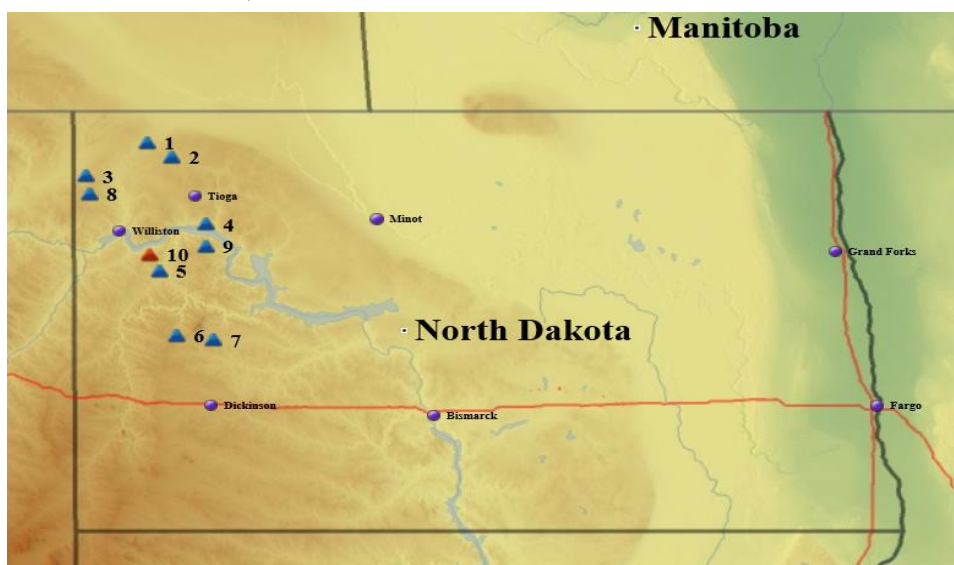 Manitoba
1
2
3
8
Tioga
4
Minot
Williston
9
10
5
Grand Forks
6
7
North Dakota
Dickinson
Bismarck
Fargo